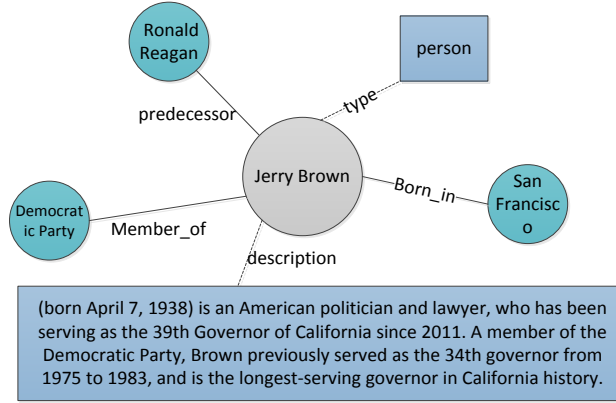 Ronald
Reagan
person
predecessor
type
Jerry Brown
Born_in
San
Francisc
o
Democrat
ic Party
Member_of
description
(born April 7, 1938) is an American politician and lawyer, who has been
serving as the 39th Governor of California since 2011. A member of the
Democratic Party, Brown previously served as the 34th governor from
1975 to 1983, and is the longest-serving governor in California history.